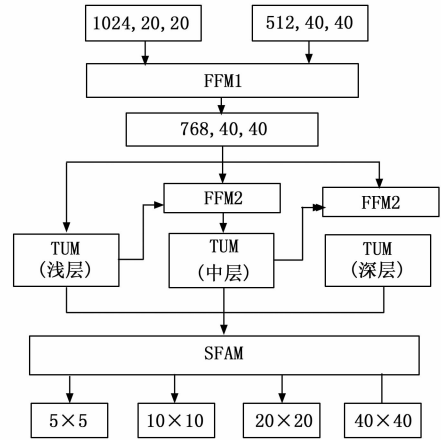 1024,20,20
512,40,40
FFM1
768,40,40
FFM2
FFM2
TUM
(浅层)
TUM
(中层)
TUM
(深层)
SFAM
5×5
10×10
20×20
40×40